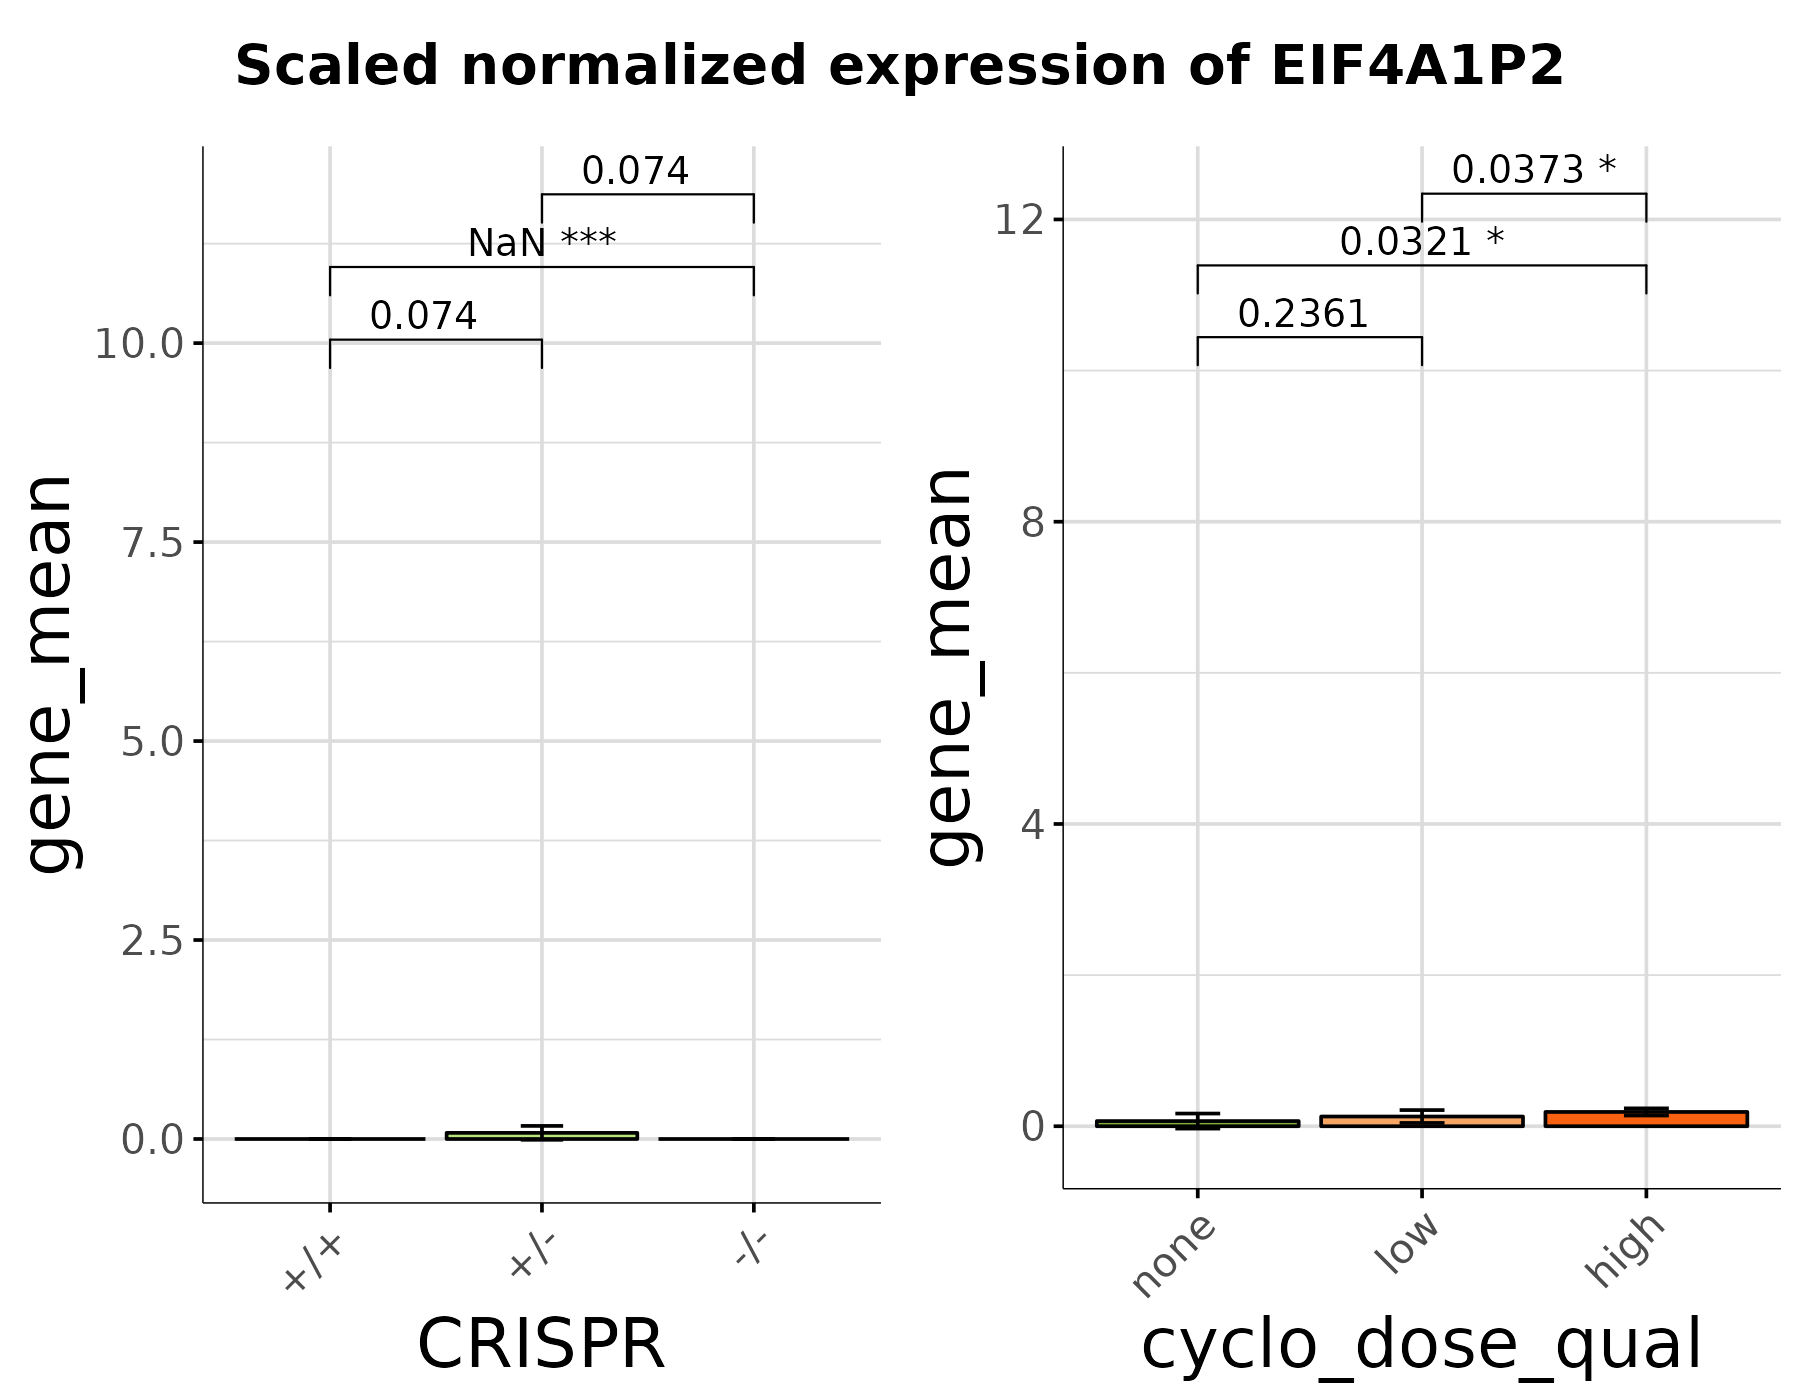 Scaled normalized expression of EIF4A1P2
gene_mean
10.0
7.5
5.0
2.5
0.0
0.074
NaN ***
0.074
+/+
+/-
-/-
CRISPR
gene_mean
12
8
4
0
0.0373 *
0.0321 *
0.2361
none
low
high
cyclo_dose_qual